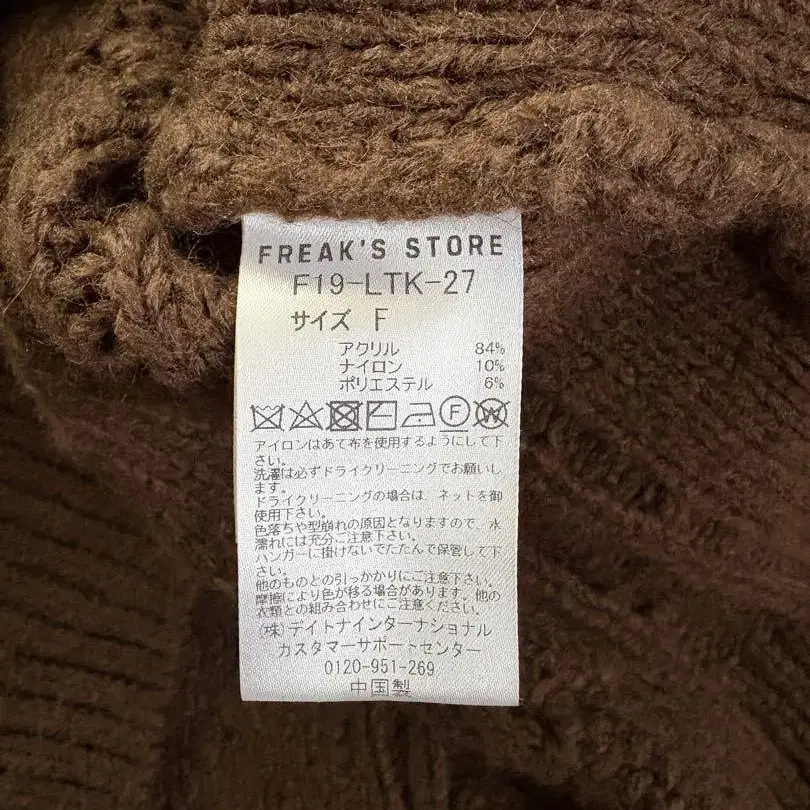 FREAK'S STORE
F19-LTK-27
サイズ F
アクリル 84%
ナイロン 10%
ポリエステル 6%
F W
アイロンはあて布を使用するようにして下
さい。
洗濯は必ずドライクリーニングでお願いし
ます。
ドライクリーニングの場合は、ネットを御
使用下さい。
色落ちや型崩れの原因となりますので、水
濡れには充分ご注意下さい。
ハンガーに掛けないでたたんで保管して下
さい。
他のものとの引っかかりにご注意下さい。
摩擦により色が移る場合があります。他の
衣類との組み合わせにご注意ください。
(株)デイトナインターナショナル
カスタマーサポートセンター
0120-951-269
中国製